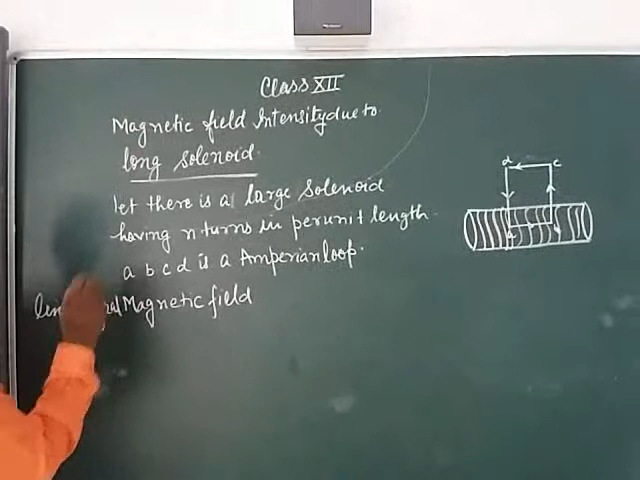 Class XII
Magnetic field Intensity due to
long solenoid
let there is a large solenoid
having n turns in per unit length.
a b c d is a Amperian loop.
Magnetic field
d c